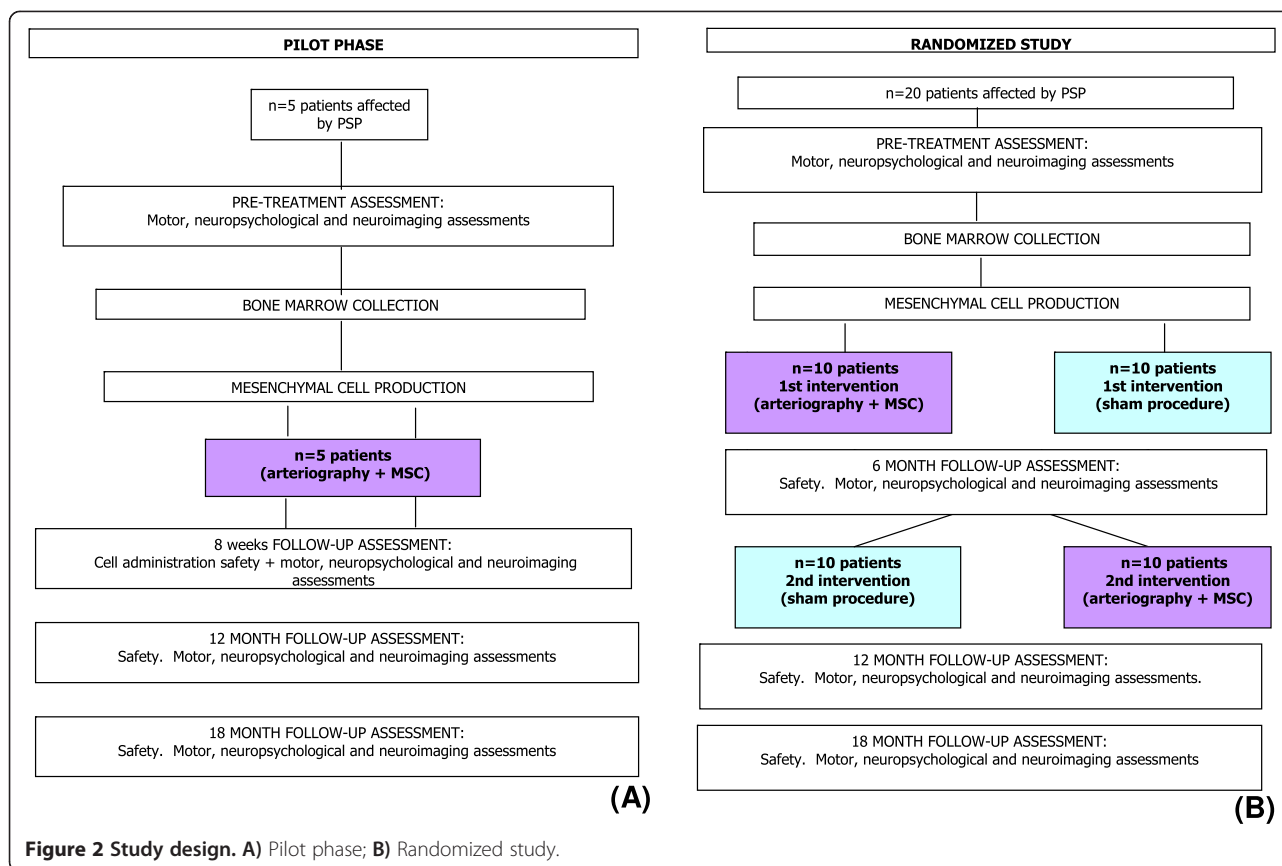 PILOT PHASE
n=5 patients affected
by PSP
PRE-TREATMENT ASSESSMENT:
Motor, neuropsychological and neuroimaging assessments
BONE MARROW COLLECTION
MESENCHYMAL CELL PRODUCTION
n=5 patients
(arteriography + MSC)
8 weeks FOLLOW-UP ASSESSMENT:
Cell administration safety + motor, neuropsychological and neuroimaging
assessments
12 MONTH FOLLOW-UP ASSESSMENT:
Safety. Motor, neuropsychological and neuroimaging assessments
18 MONTH FOLLOW-UP ASSESSMENT:
Safety. Motor, neuropsychological and neuroimaging assessments
(A)
RANDOMIZED STUDY
n=20 patients affected by PSP
PRE-TREATMENT ASSESSMENT:
Motor, neuropsychological and neuroimaging assessments
BONE MARROW COLLECTION
MESENCHYMAL CELL PRODUCTION
n=10 patients
1st intervention
(arteriography + MSC)
n=10 patients
1st intervention
(sham procedure)
6 MONTH FOLLOW-UP ASSESSMENT:
Safety. Motor, neuropsychological and neuroimaging assessments
n=10 patients
2nd intervention
(sham procedure)
n=10 patients
2nd intervention
(arteriography + MSC)
12 MONTH FOLLOW-UP ASSESSMENT:
Safety. Motor, neuropsychological and neuroimaging assessments.
18 MONTH FOLLOW-UP ASSESSMENT:
Safety. Motor, neuropsychological and neuroimaging assessments
(B)
Figure 2 Study design. A) Pilot phase; B) Randomized study.